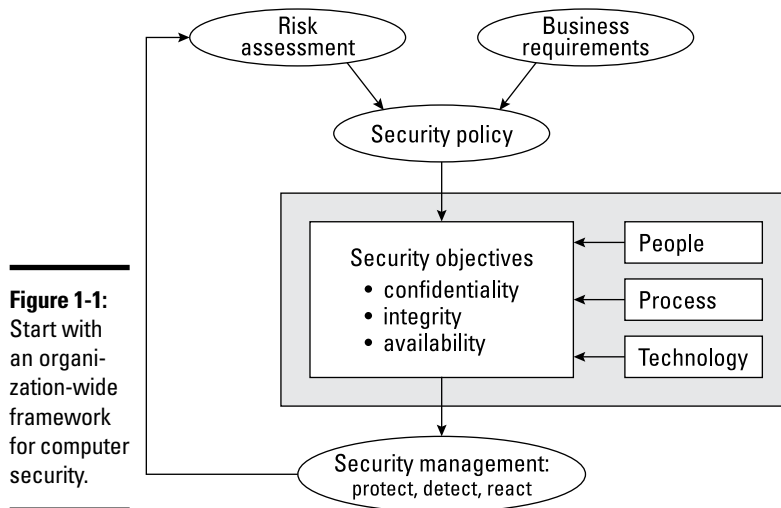 Risk
assessment
Business
requirements
Security policy
Security objectives
• confidentiality
• integrity
• availability
People
Process
Technology
Security management:
protect, detect, react
Figure 1-1:
Start with
an organi-
zation-wide
framework
for computer
security.